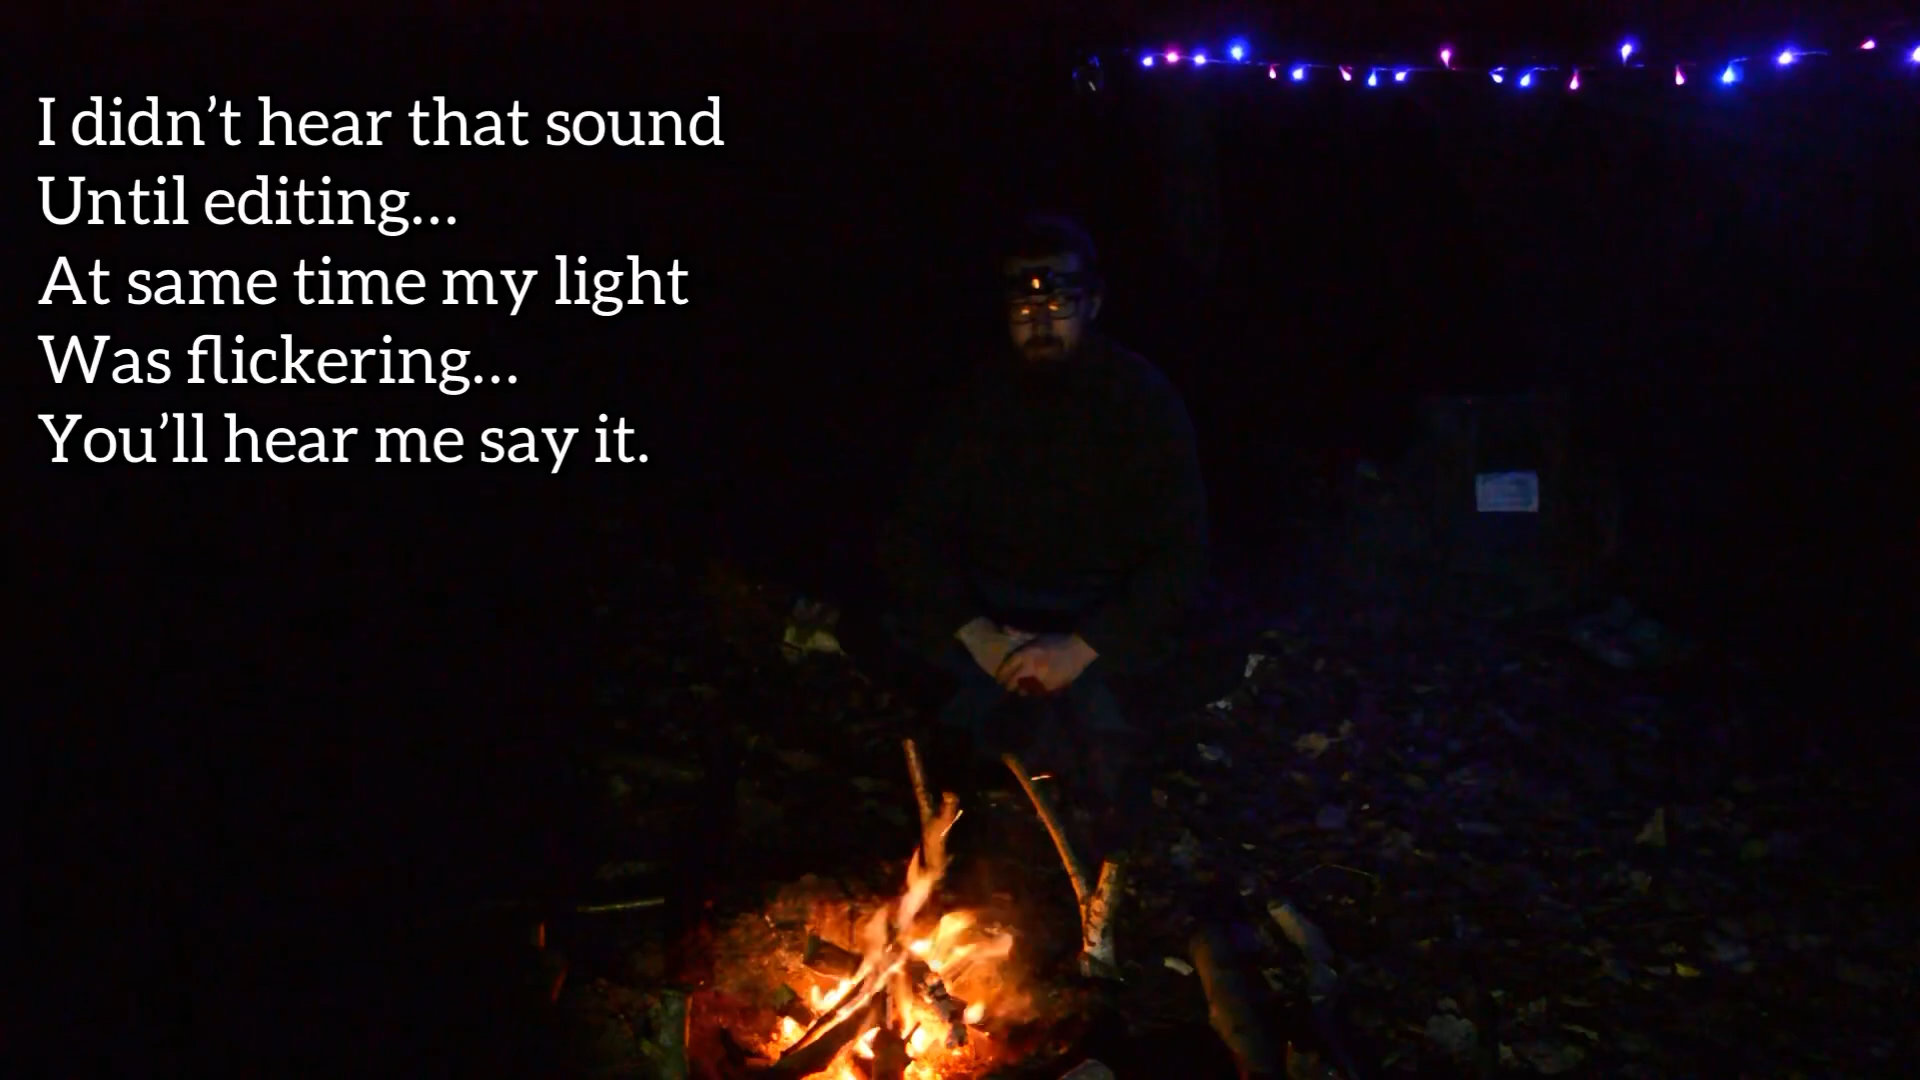 I didn’t hear that sound
Until editing...
At same time my light
Was flickering...
You’ll hear me say it.